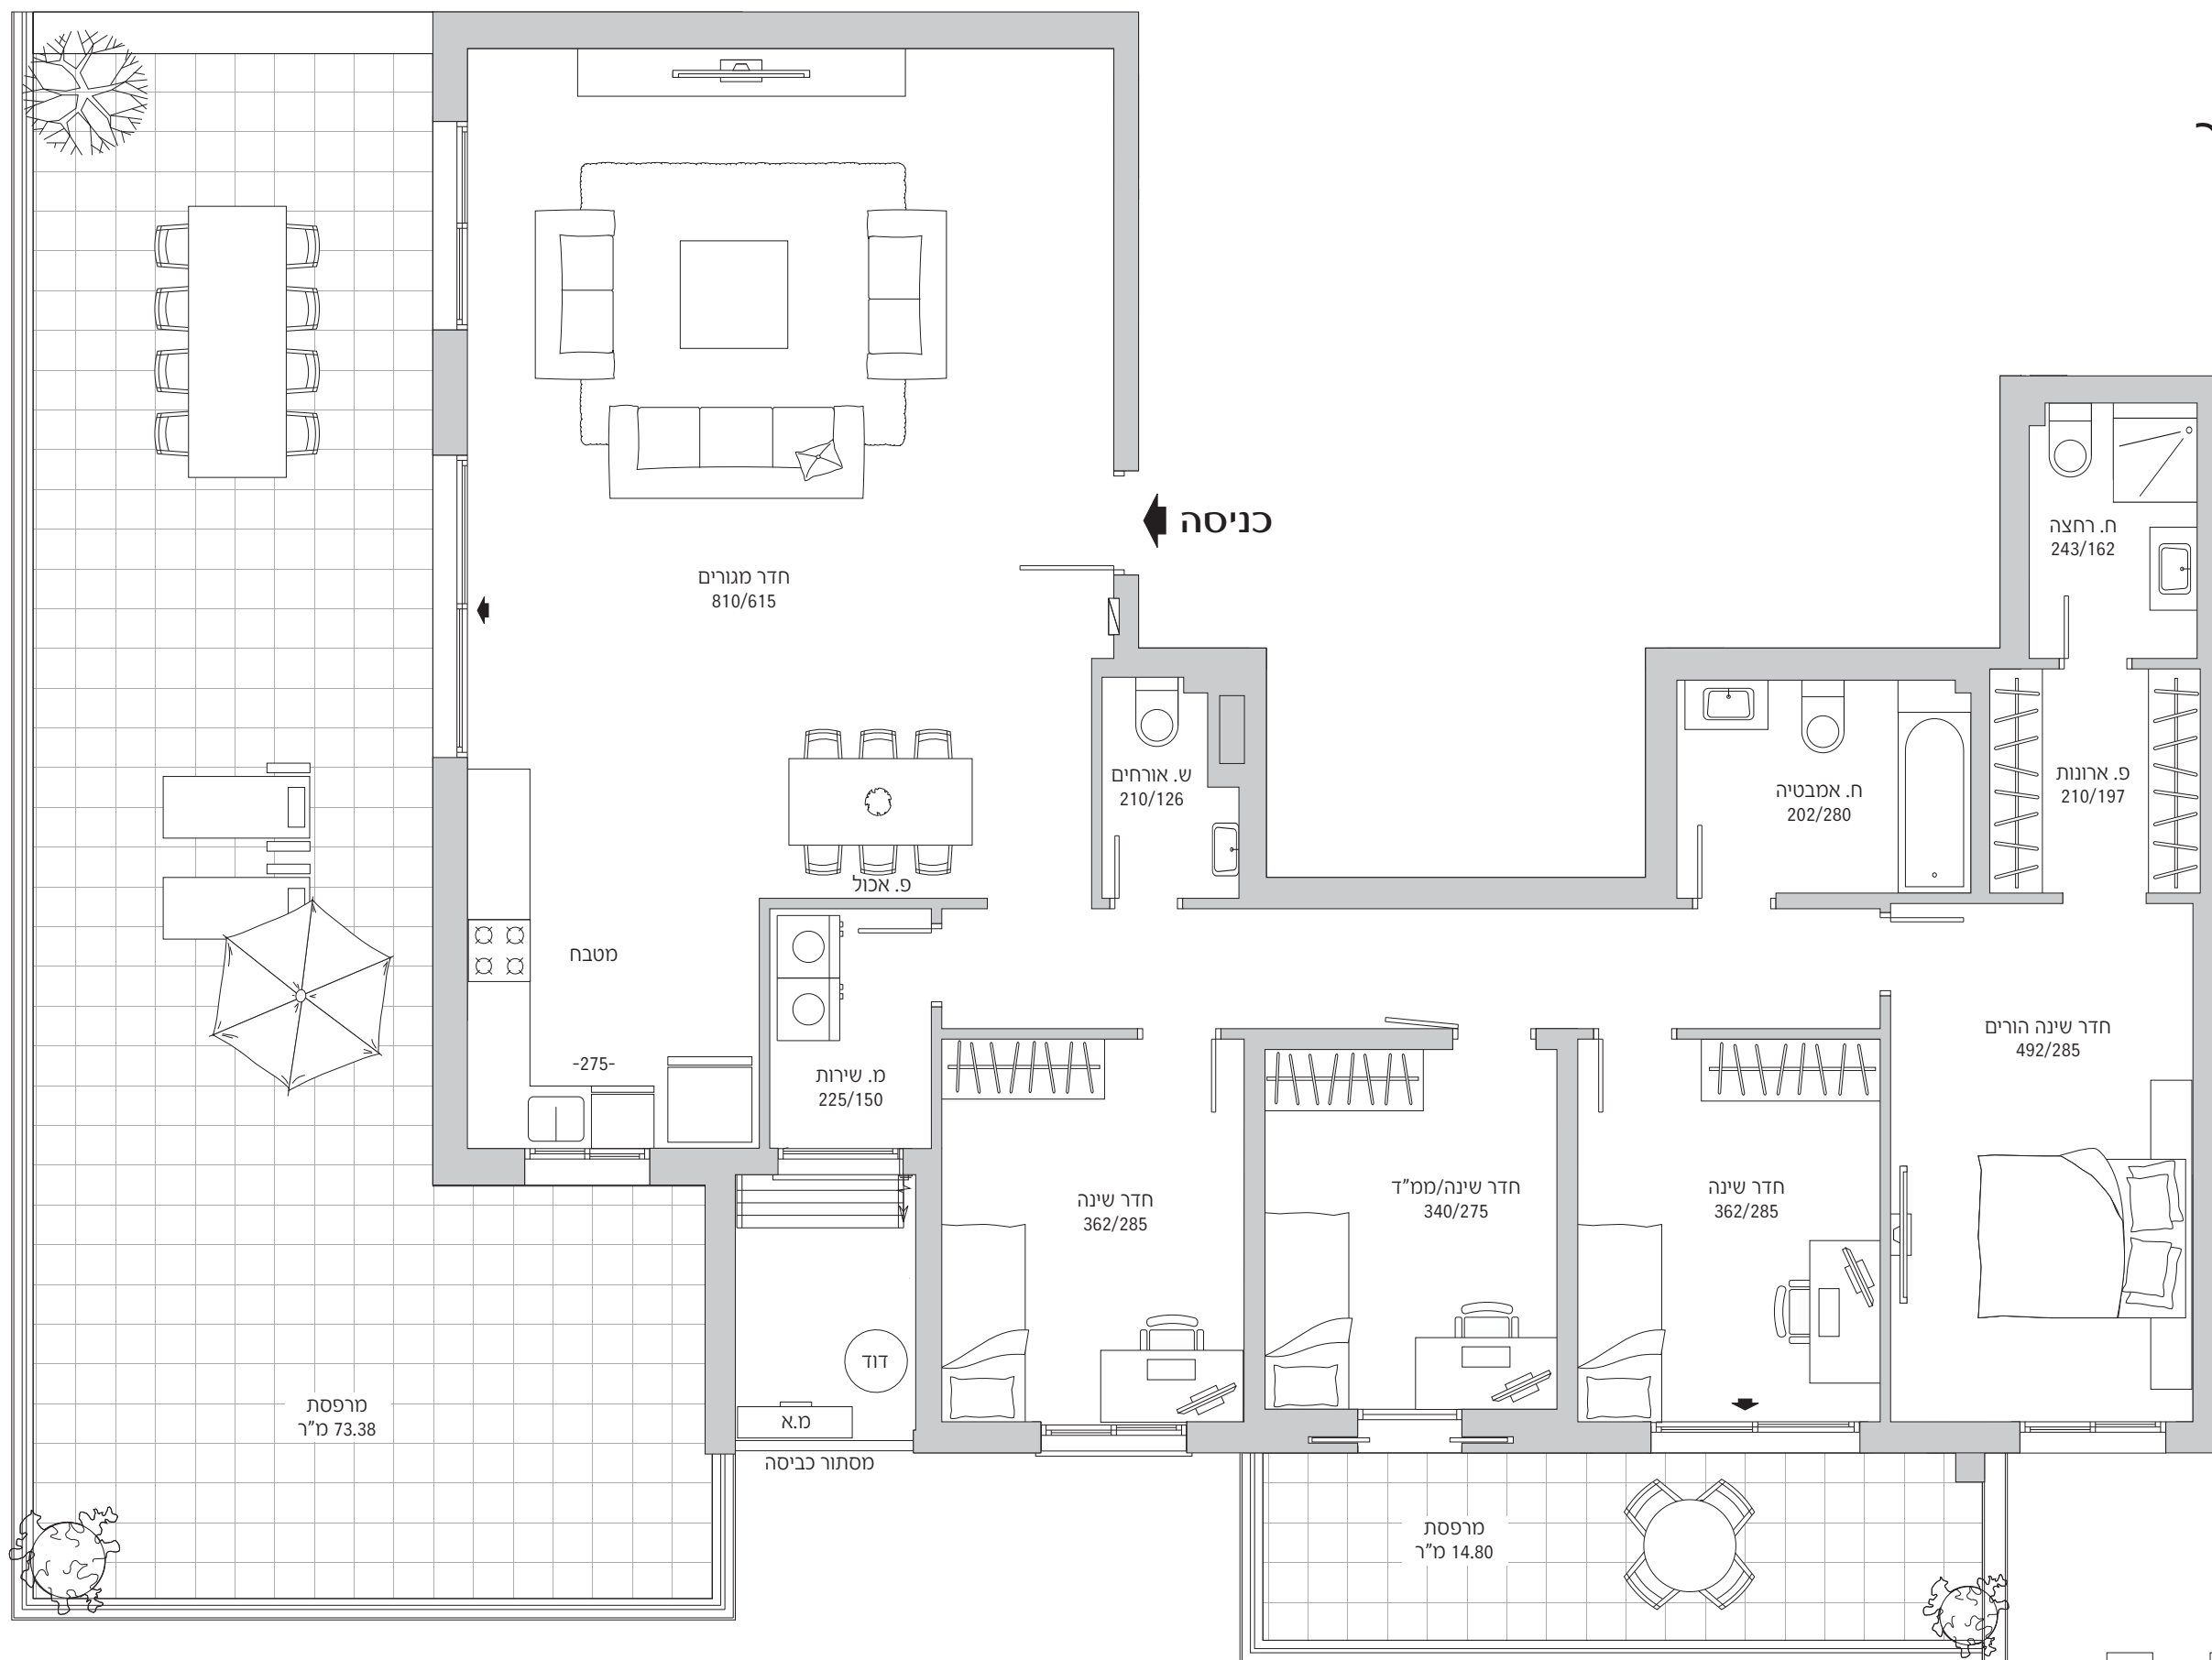 כניסה
ח. רחצה
243/162
חדר מגורים
810/615
ש. אורחים
210/126
ח. אמבטיה
202/280
פ. ארונות
210/197
פ. אכול
מטבח
-275-
מ. שירות
225/150
חדר שינה הורים
492/285
חדר שינה
362/285
חדר שינה/ממ"ד
340/275
חדר שינה
362/285
דוד
מ.א
מסתור כביסה
מרפסת
73.38 מ"ר
מרפסת
14.80 מ"ר